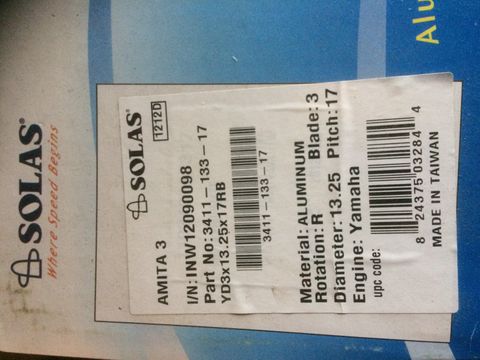 SOLAS®
Where Speed Begins
Alu
SOLAS®
1212D
AMITA 3
I/N:INW12090098
Part No:3411-133-17
YD3x13.25x17RB
3411-133-17
Material:ALUMINUM
Rotation:R Blade:3
Diameter:13.25 Pitch:17
Engine: Yamaha
upc code:
8 24375 03284 4
MADE IN TAIWAN